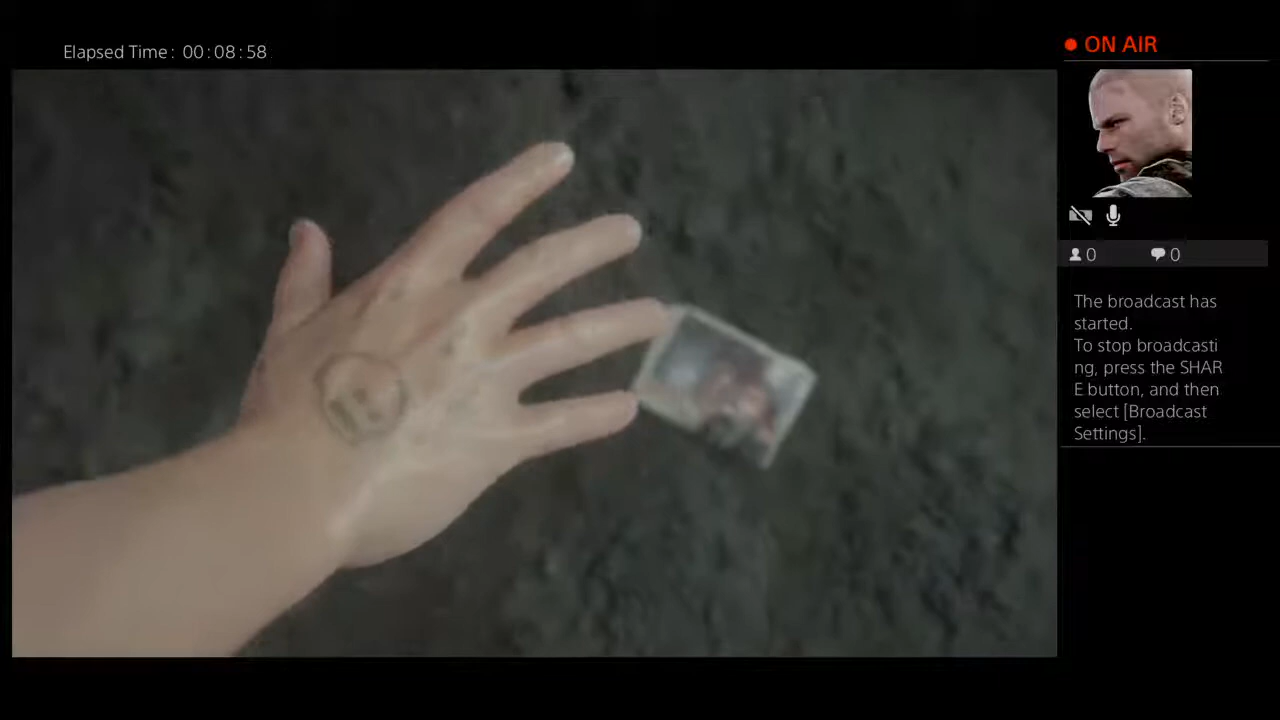 Elapsed Time: 00:08:58
ON AIR
0 0
The broadcast has
started.
To stop broadcasti
ng, press the SHAR
E button, and then
select [Broadcast
Settings].